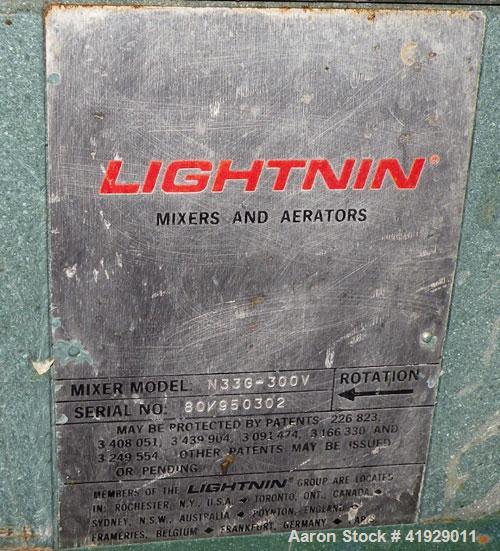 LIGHTNIN®
MIXERS AND AERATORS
MIXER MODEL: N33G-300V
ROTATION
SERIAL NO: 80W950302
MAY BE PROTECTED BY PATENTS: 226 823,
3 408 051, 3 439 904, 3 091 474, 3 166 330 AND
3 249 554. OTHER PATENTS MAY BE ISSUED
OR PENDING.
MEMBERS OF THE LIGHTNIN® GROUP ARE LOCATED
IN: ROCHESTER, N.Y., U.S.A. TORONTO, ONT., CANADA
SYDNEY, N.S.W., AUSTRALIA POYNTON, ENGLAND
FRAMERIES, BELGIUM FRANKFURT, GERMANY
Aaron Stock # 41929011